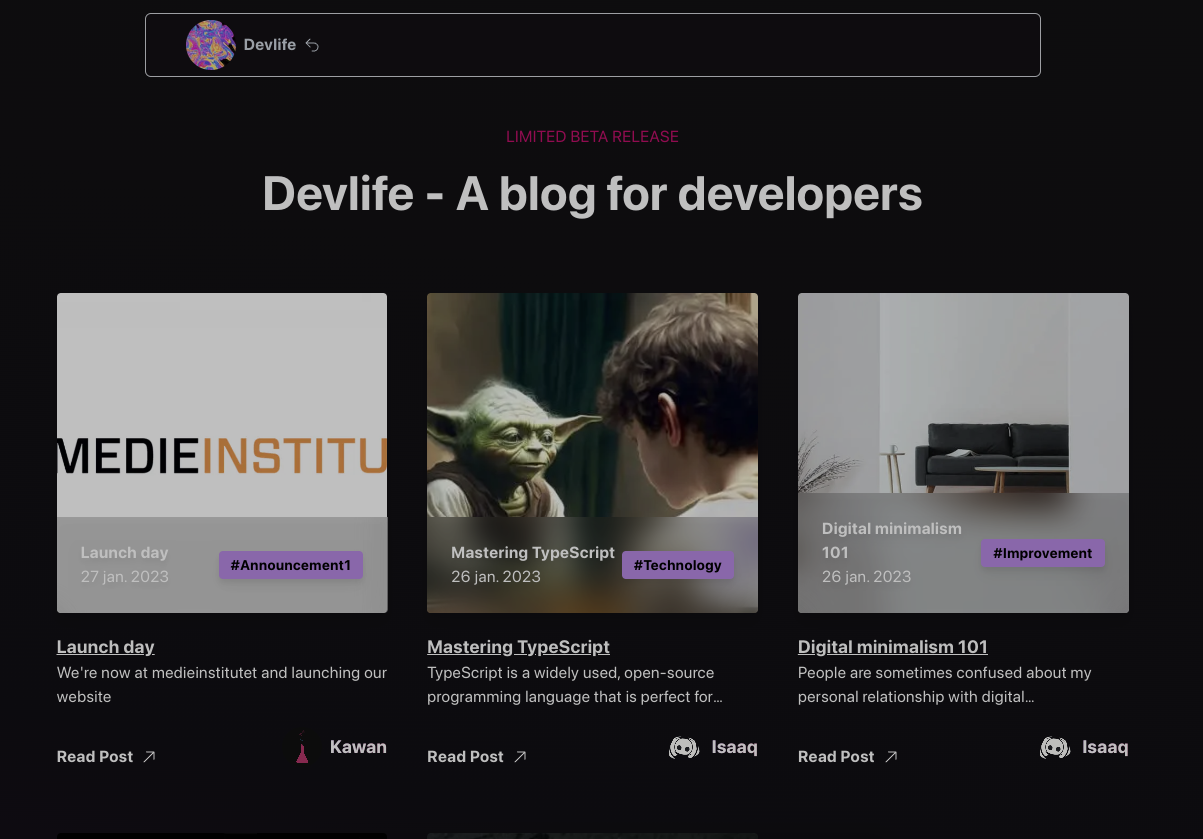 Devlife
LIMITED BETA RELEASE
Devlife - A blog for developers
MEDIEINSTITU
Launch day
27 jan. 2023
#Announcement1
Mastering TypeScript
26 jan. 2023
#Technology
Digital minimalism
101
26 jan. 2023
#Improvement
Launch day
We're now at medieinstitutet and launching our
website
Read Post
Kawan
Mastering TypeScript
TypeScript is a widely used, open-source
programming language that is perfect for...
Read Post
Isaaq
Digital minimalism 101
People are sometimes confused about my
personal relationship with digital...
Read Post
Isaaq